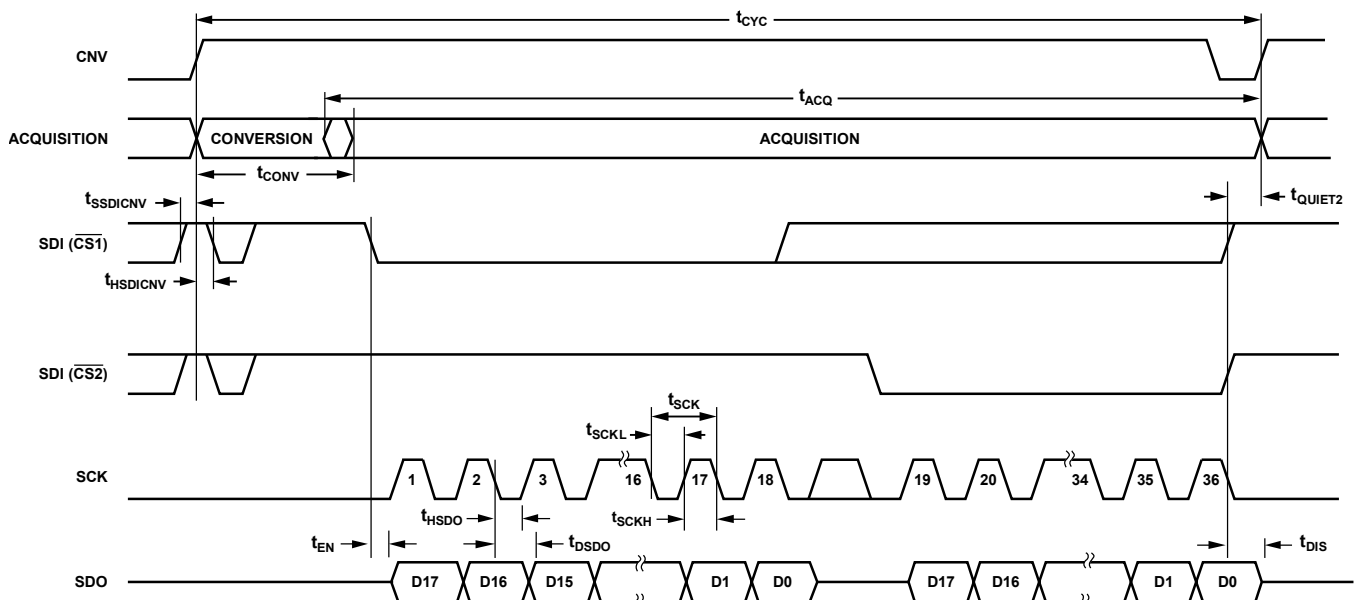 tCYC
CNV
tACQ
ACQUISITION
CONVERSION
ACQUISITION
tCONV
tSSDICNV
tQUIET2
SDI (CS1)
tHSDICNV
SDI (CS2)
tSCK
tSCKL
SCK
1
2
3
16
17
18
19
20
34
35
36
tHSDO
tSCKH
tEN
tDSDO
tDIS
SDO
D17
D16
D15
D1
D0
D17
D16
D1
D0